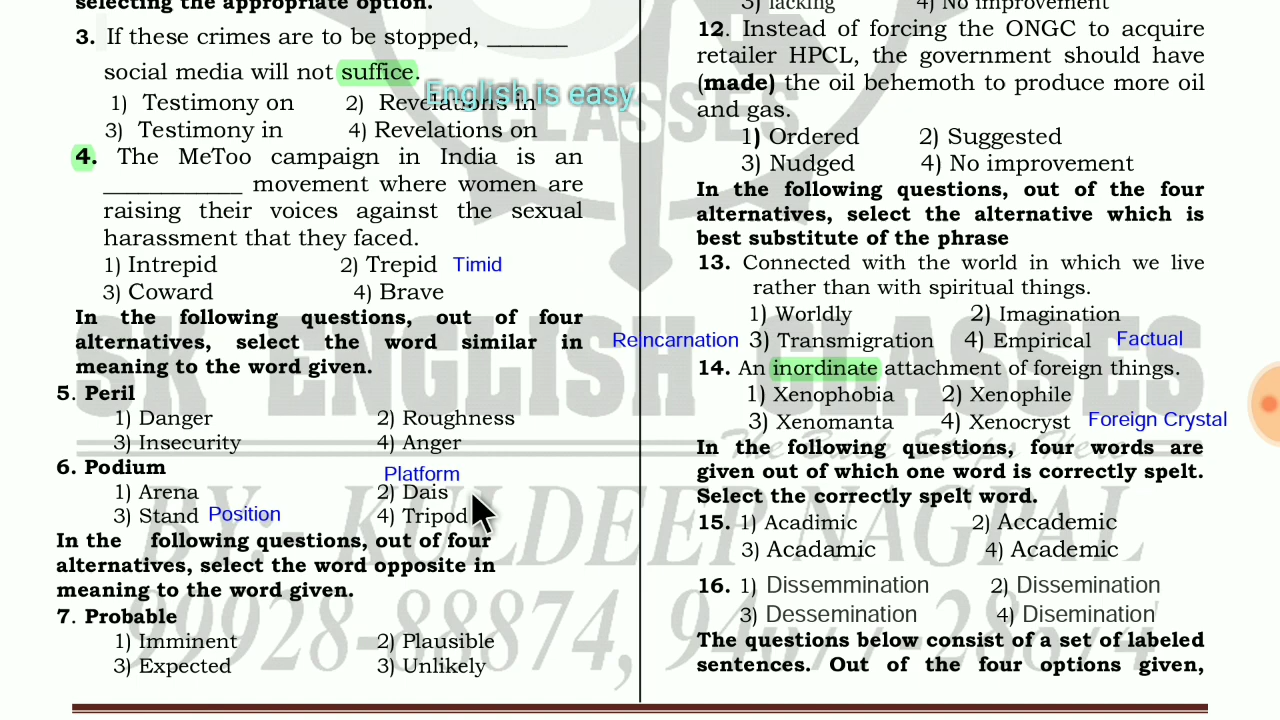 selecting the appropriate option.
3. If these crimes are to be stopped, _______
social media will not suffice.
English is easy
1) Testimony on 2) Revelations in
3) Testimony in 4) Revelations on
4. The MeToo campaign in India is an
____________ movement where women are
raising their voices against the sexual
harassment that they faced.
1) Intrepid 2) Trepid Timid
3) Coward 4) Brave
In the following questions, out of four
alternatives, select the word similar in
meaning to the word given.
5. Peril
1) Danger 2) Roughness
3) Insecurity 4) Anger
6. Podium
Platform
1) Arena 2) Dais
3) Stand Position 4) Tripod
In the following questions, out of four
alternatives, select the word opposite in
meaning to the word given.
7. Probable
1) Imminent 2) Plausible
3) Expected 3) Unlikely
3) lacking 4) No improvement
12. Instead of forcing the ONGC to acquire
retailer HPCL, the government should have
(made) the oil behemoth to produce more oil
and gas.
1) Ordered 2) Suggested
3) Nudged 4) No improvement
In the following questions, out of the four
alternatives, select the alternative which is
best substitute of the phrase
13. Connected with the world in which we live
rather than with spiritual things.
1) Worldly 2) Imagination
Reincarnation 3) Transmigration 4) Empirical Factual
14. An inordinate attachment of foreign things.
1) Xenophobia 2) Xenophile
3) Xenomanta 4) Xenocryst Foreign Crystal
In the following questions, four words are
given out of which one word is correctly spelt.
Select the correctly spelt word.
15. 1) Acadimic 2) Accademic
3) Acadamic 4) Academic
16. 1) Dissemmination 2) Dissemination
3) Dessemination 4) Disemination
The questions below consist of a set of labeled
sentences. Out of the four options given,
CLASSES
SK ENGLISH CLASSES
The Buck Stops Here
BY:- KULDEEP NAGPAL